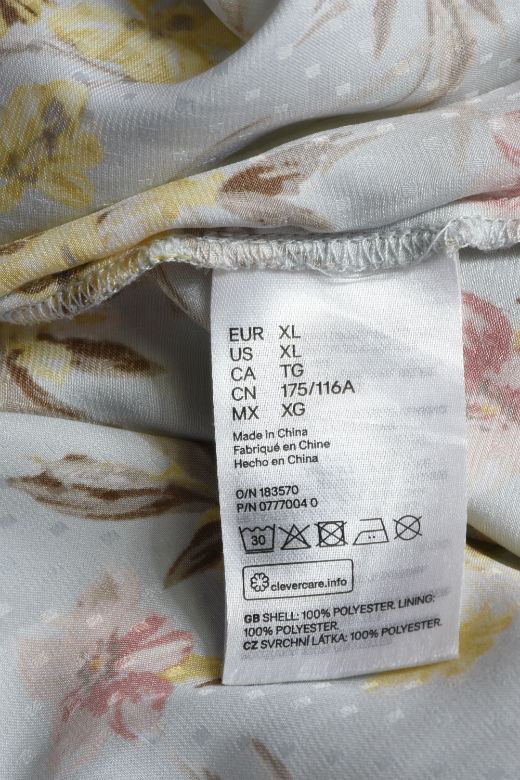 EUR XL
US XL
CA TG
CN 175/116A
MX XG
Made in China
Fabriqué en Chine
Hecho en China
O/N 183570
P/N 0777004 0
30
clevercare.info
GB SHELL: 100% POLYESTER. LINING:
100% POLYESTER.
CZ SVRCHNÍ LÁTKA: 100% POLYESTER.